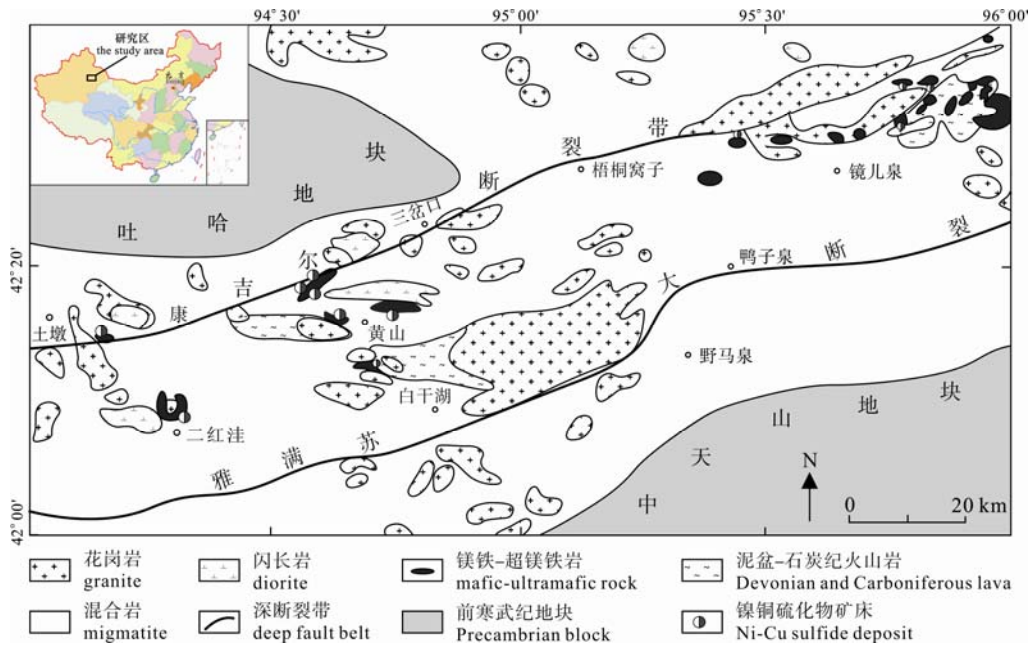 94°30′
95°00′
95°30′
96°00′
研究区
the study area
北京
42°20′
42°00′
吐哈地块
康吉尔断裂带
三岔口
梧桐窝子
镜儿泉
鸭子泉
土墩
黄山
野马泉
白干湖
二红洼
雅满苏大断裂
中天山地块
N
0 20 km
花岗岩
granite
闪长岩
diorite
镁铁–超镁铁岩
mafic-ultramafic rock
泥盆–石炭纪火山岩
Devonian and Carboniferous lava
混合岩
migmatite
深断裂带
deep fault belt
前寒武纪地块
Precambrian block
镍铜硫化物矿床
Ni-Cu sulfide deposit